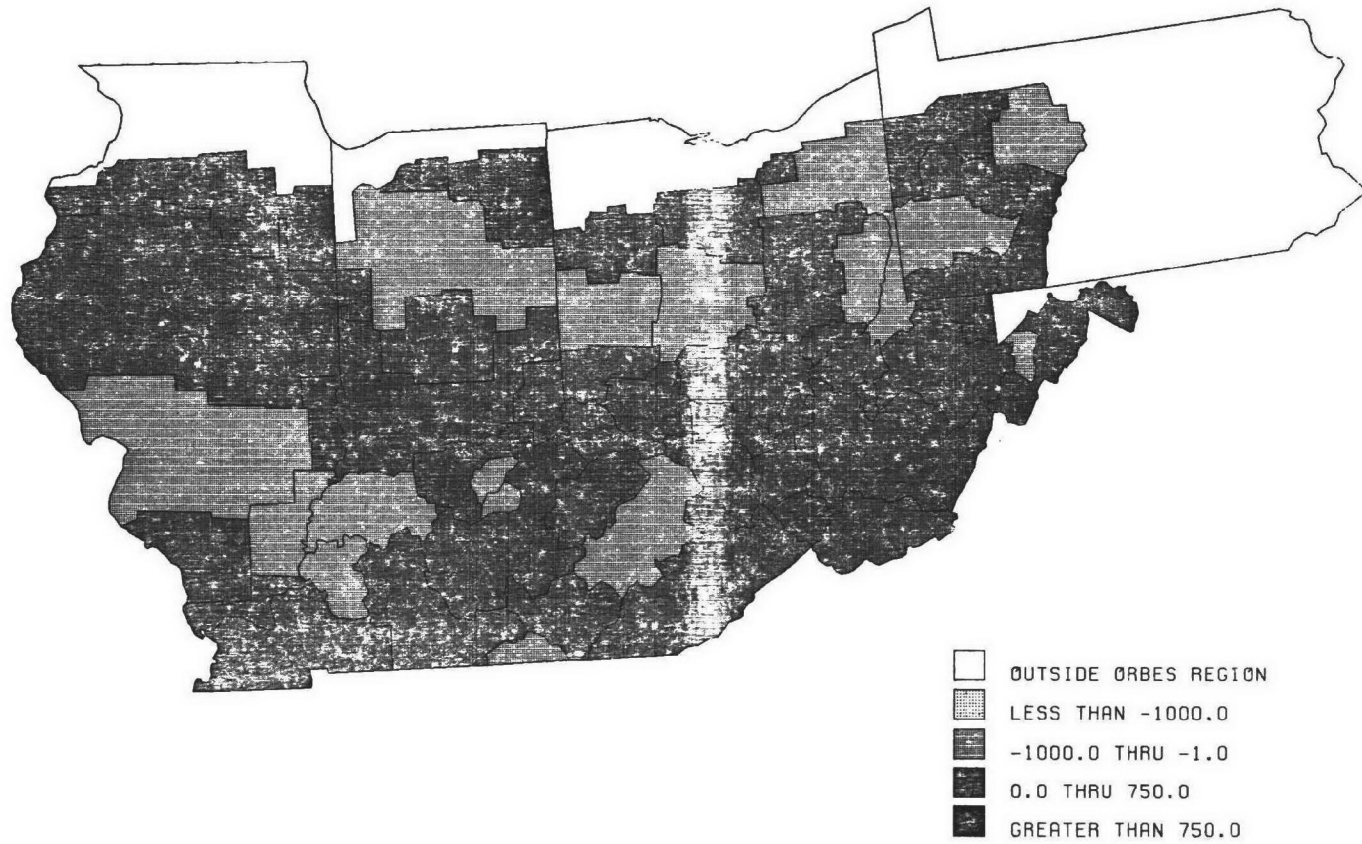 OUTSIDE ORBES REGION
LESS THAN -1000.0
-1000.0 THRU -1.0
0.0 THRU 750.0
GREATER THAN 750.0